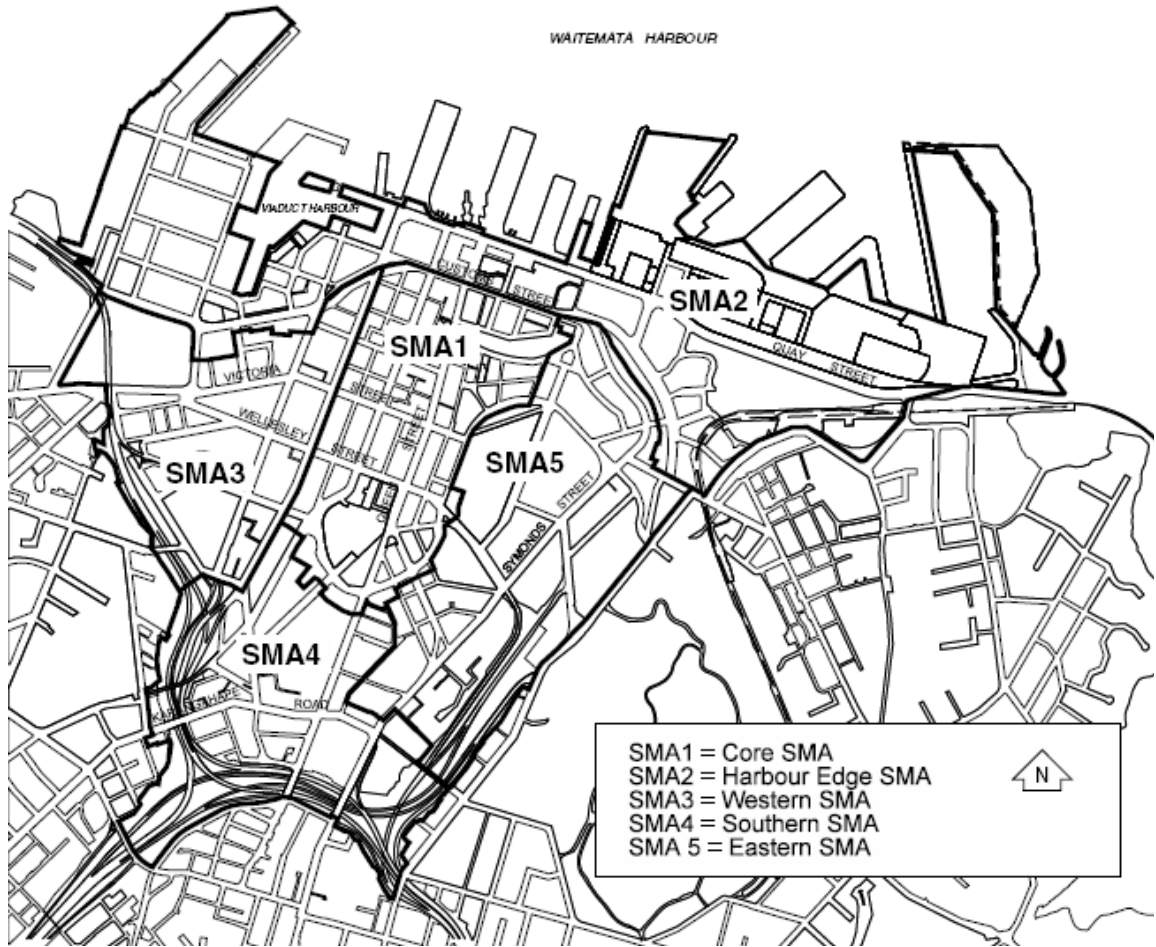 WAITEMATA HARBOUR
VIADUCT HARBOUR
CUSTOMS
STREET
SMA2
SMA1
QUAY
STREET
VICTORIA
STREET
WELLESLEY
STREET
SMA3
SMA5
STREET
SYMONDS
SMA4
KARANGAHAPE
ROAD
SMA1 = Core SMA
SMA2 = Harbour Edge SMA
SMA3 = Western SMA
SMA4 = Southern SMA
SMA 5 = Eastern SMA
N